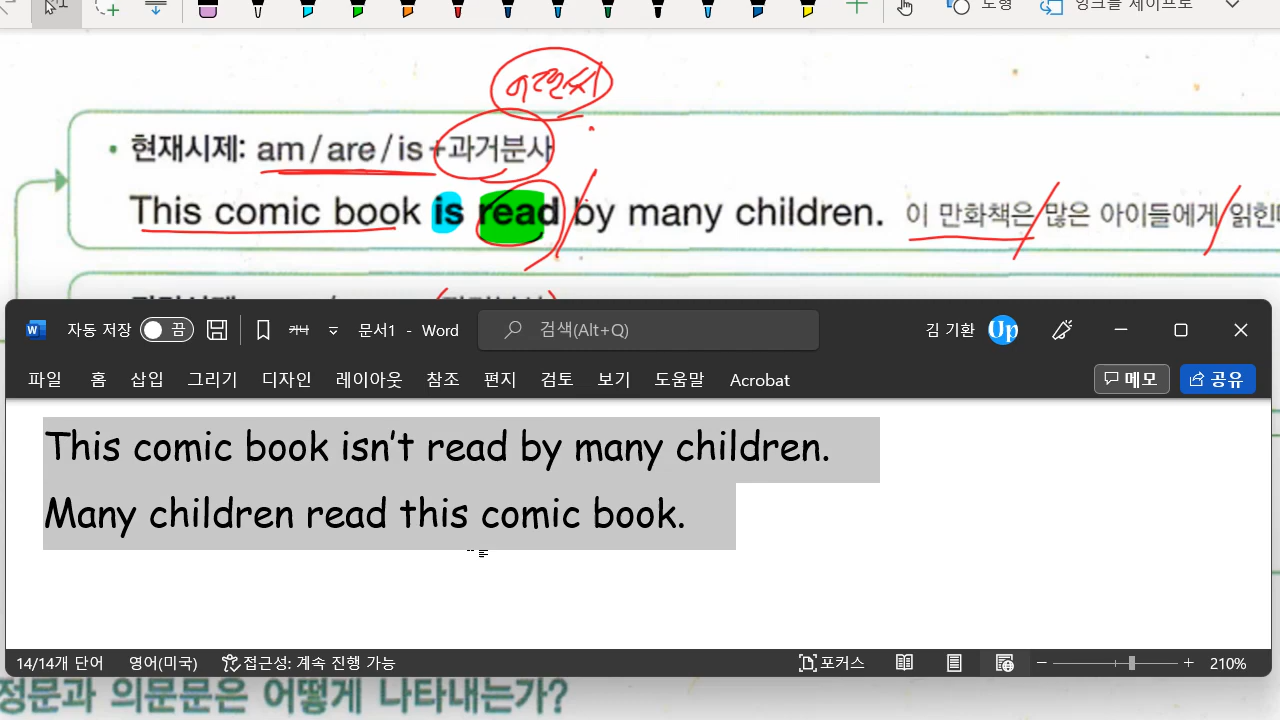 도형
잉크를 셰이프로
어른씨
• 현재시제: am / are / is + 과거분사
This comic book is read by many children. 이 만화책은 많은 아이들에게 읽힌다
W 자동 저장 끔 가나 문서1 - Word 검색(Alt+Q) 김 기환 Up
파일 홈 삽입 그리기 디자인 레이아웃 참조 편지 검토 보기 도움말 Acrobat 메모 공유
This comic book isn't read by many children.
Many children read this comic book.
14/14개 단어 영어(미국) 접근성: 계속 진행 가능 포커스 210%
정문과 의문문은 어떻게 나타내는가?